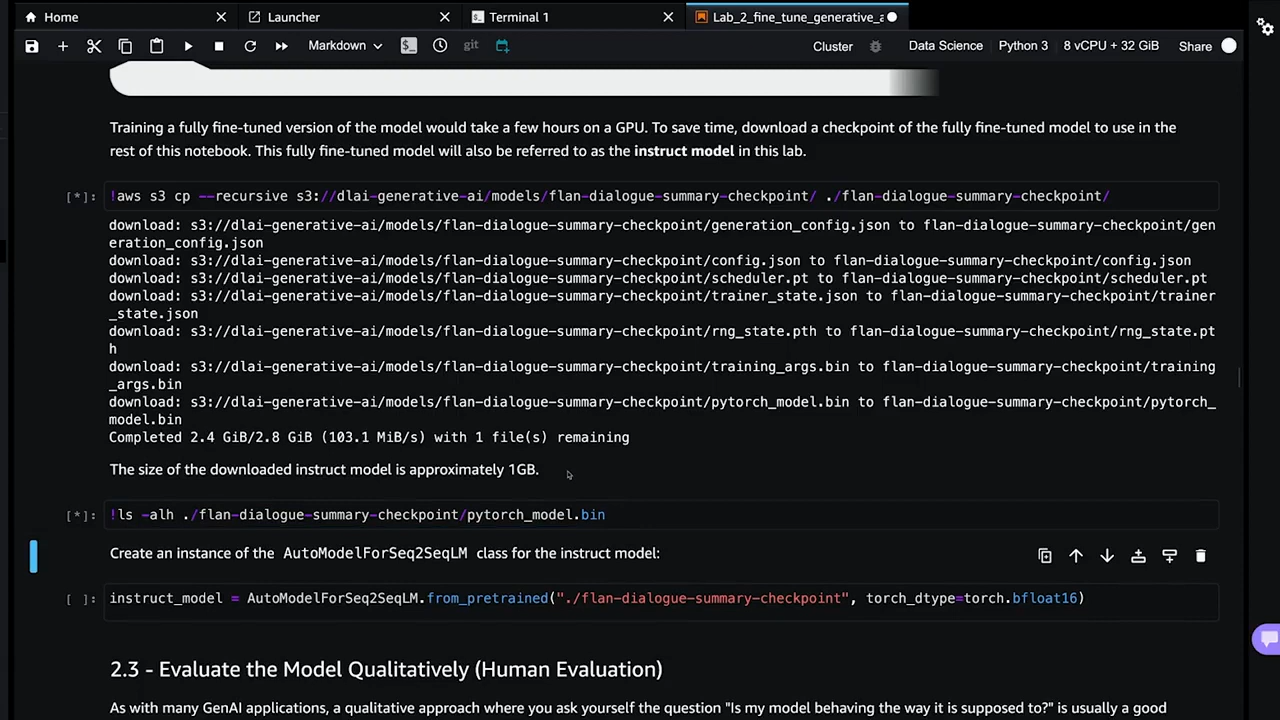 Home
Launcher
Terminal 1
Lab_2_fine_tune_generative_a
Markdown
git
Cluster
Data Science
Python 3
8 vCPU + 32 GiB
Share
Training a fully fine-tuned version of the model would take a few hours on a GPU. To save time, download a checkpoint of the fully fine-tuned model to use in the
rest of this notebook. This fully fine-tuned model will also be referred to as the instruct model in this lab.
[*]: !aws s3 cp --recursive s3://dlai-generative-ai/models/flan-dialogue-summary-checkpoint/ ./flan-dialogue-summary-checkpoint/
download: s3://dlai-generative-ai/models/flan-dialogue-summary-checkpoint/generation_config.json to flan-dialogue-summary-checkpoint/gen
eration_config.json
download: s3://dlai-generative-ai/models/flan-dialogue-summary-checkpoint/config.json to flan-dialogue-summary-checkpoint/config.json
download: s3://dlai-generative-ai/models/flan-dialogue-summary-checkpoint/scheduler.pt to flan-dialogue-summary-checkpoint/scheduler.pt
download: s3://dlai-generative-ai/models/flan-dialogue-summary-checkpoint/trainer_state.json to flan-dialogue-summary-checkpoint/trainer
_state.json
download: s3://dlai-generative-ai/models/flan-dialogue-summary-checkpoint/rng_state.pth to flan-dialogue-summary-checkpoint/rng_state.pt
h
download: s3://dlai-generative-ai/models/flan-dialogue-summary-checkpoint/training_args.bin to flan-dialogue-summary-checkpoint/training
_args.bin
download: s3://dlai-generative-ai/models/flan-dialogue-summary-checkpoint/pytorch_model.bin to flan-dialogue-summary-checkpoint/pytorch_
model.bin
Completed 2.4 GiB/2.8 GiB (103.1 MiB/s) with 1 file(s) remaining
The size of the downloaded instruct model is approximately 1GB.
[*]: !ls -alh ./flan-dialogue-summary-checkpoint/pytorch_model.bin
Create an instance of the AutoModelForSeq2SeqLM class for the instruct model:
[ ]: instruct_model = AutoModelForSeq2SeqLM.from_pretrained("./flan-dialogue-summary-checkpoint", torch_dtype=torch.bfloat16)
2.3 - Evaluate the Model Qualitatively (Human Evaluation)
As with many GenAI applications, a qualitative approach where you ask yourself the question "Is my model behaving the way it is supposed to?" is usually a good